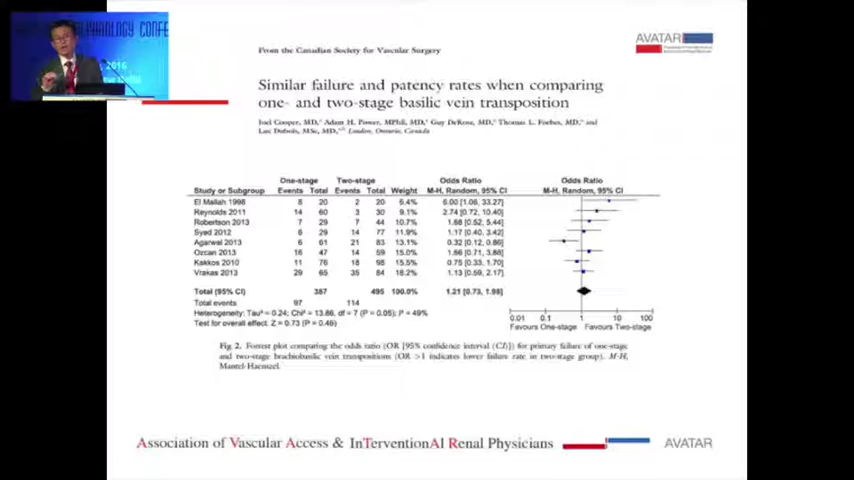 PHROLOGY CONFE
, 2016
AVATAR
From the Canadian Society for Vascular Surgery
Similar failure and patency rates when comparing
one- and two-stage basilic vein transposition
Joel Cooper, MD, Adam H. Power, MPhil, MD, Guy DeRose, MD, Thomas L. Forbes, MD, and
Luc Dubois, MSc, MD, London, Ontario, Canada
One-stage Two-stage Odds Ratio Odds Ratio
Study or Subgroup Events Total Events Total Weight M-H, Random, 95% CI M-H, Random, 95% CI
El Mallah 1998 8 20 2 20 6.4% 6.00 [1.08, 33.27]
Reynolds 2011 14 60 3 30 9.1% 2.74 [0.72, 10.40]
Robertson 2013 7 29 7 44 10.7% 1.68 [0.52, 5.44]
Syed 2012 6 29 14 77 11.9% 1.17 [0.40, 3.42]
Agarwal 2013 6 61 21 83 13.1% 0.32 [0.12, 0.86]
Ozcan 2013 16 47 14 59 15.1% 1.66 [0.71, 3.88]
Kakkos 2010 11 76 18 98 15.5% 0.75 [0.33, 1.70]
Vrakas 2013 29 65 35 84 18.2% 1.13 [0.59, 2.17]
Total (95% CI) 387 495 100.0% 1.21 [0.73, 1.98]
Total events 97 114
Heterogeneity: Tau² = 0.24; Chi² = 13.86, df = 7 (P = 0.05); I² = 49%
Test for overall effect: Z = 0.73 (P = 0.46)
0.01 0.1 1 10 100
Favours One-stage Favours Two-stage
Fig 2. Forrest plot comparing the odds ratio (OR [95% confidence interval (CI)]) for primary failure of one-stage
and two-stage brachiobasilic vein transpositions (OR >1 indicates lower failure rate in two-stage group). M-H,
Mantel-Haenszel.
Association of Vascular Access & InTerventionAl Renal Physicians
AVATAR